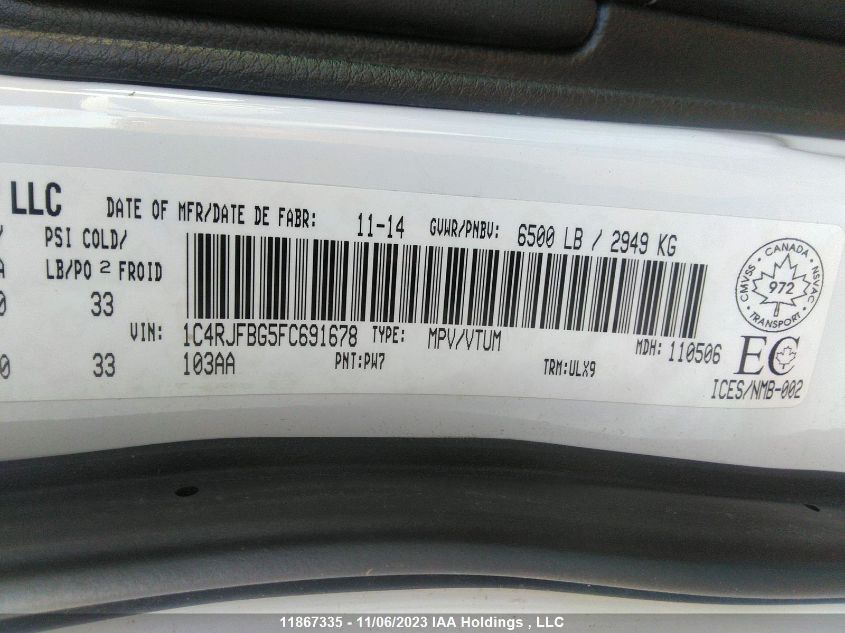 LLC DATE OF MFR/DATE DE FABR: 11-14 GVWR/PNBV: 6500 LB / 2949 KG
PSI COLD/
LB/PO 2 FROID
0 33
VIN: 1C4RJFBG5FC691678 TYPE: MPV/VTUM MDH: 110506
0 33 103AA PNT:PW7 TRM:ULX9
CANADA
CMVSS 972 NSVAC
TRANSPORT
EC
ICES/NMB-002
11867335 - 11/06/2023 IAA Holdings , LLC